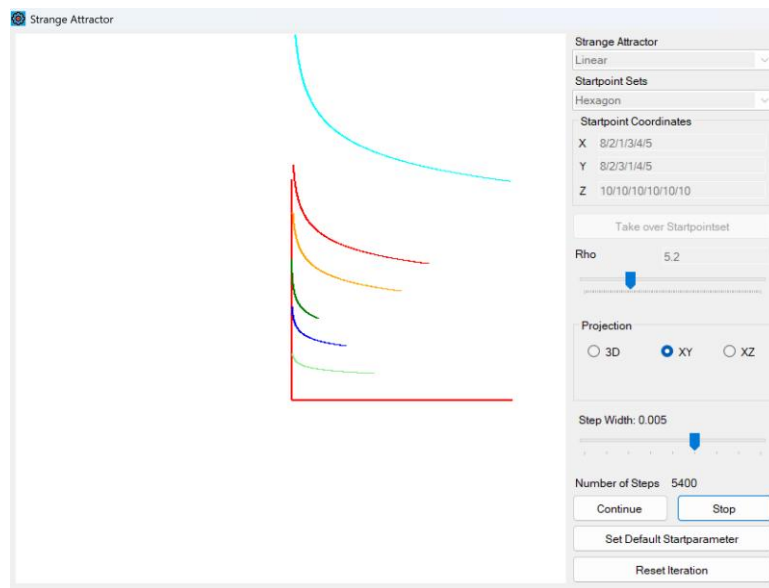 Strange Attractor
Strange Attractor
Linear
Startpoint Sets
Hexagon
Startpoint Coordinates
X 8/2/1/3/4/5
Y 8/2/3/1/4/5
Z 10/10/10/10/10/10
Take over Startpointset
Rho 5.2
Projection
3D XY XZ
Step Width: 0.005
Number of Steps 5400
Continue Stop
Set Default Startparameter
Reset Iteration